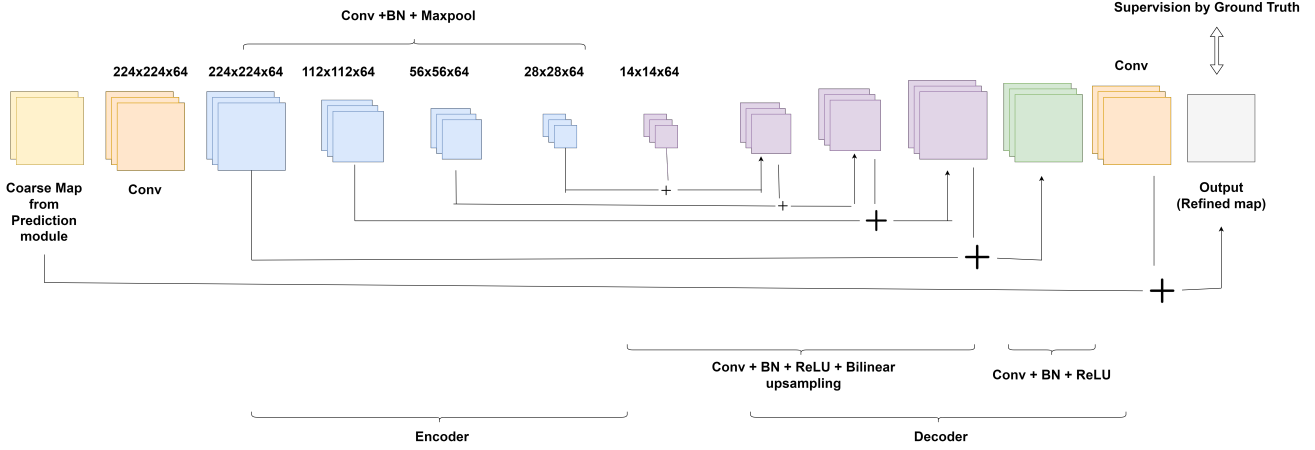 Supervision by Ground Truth
Conv +BN + Maxpool
224x224x64
224x224x64
112x112x64
56x56x64
28x28x64
14x14x64
Conv
Coarse Map
from
Prediction
module
Conv
Output
(Refined map)
+
+
+
+
+
Conv + BN + ReLU + Bilinear
upsampling
Conv + BN + ReLU
Encoder
Decoder